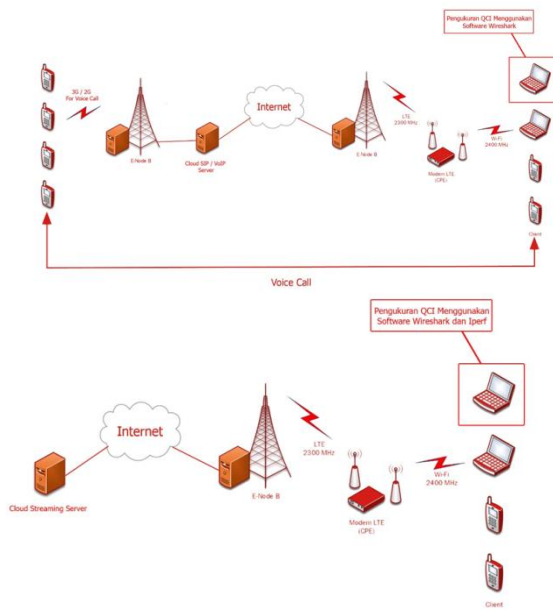 Pengukuran QCI Menggunakan
Software Wireshark
3G / 2G
For Voice Call
Internet
LTE
2300 MHz
Wi-Fi
2400 MHz
E-Node B
Cloud SIP / VoIP
Server
E-Node B
Modem LTE
(CPE)
Client
Voice Call
Pengukuran QCI Menggunakan
Software Wireshark dan Iperf
Internet
LTE
2300 MHz
Wi-Fi
2400 MHz
Cloud Streaming Server
E-Node B
Modem LTE
(CPE)
Client